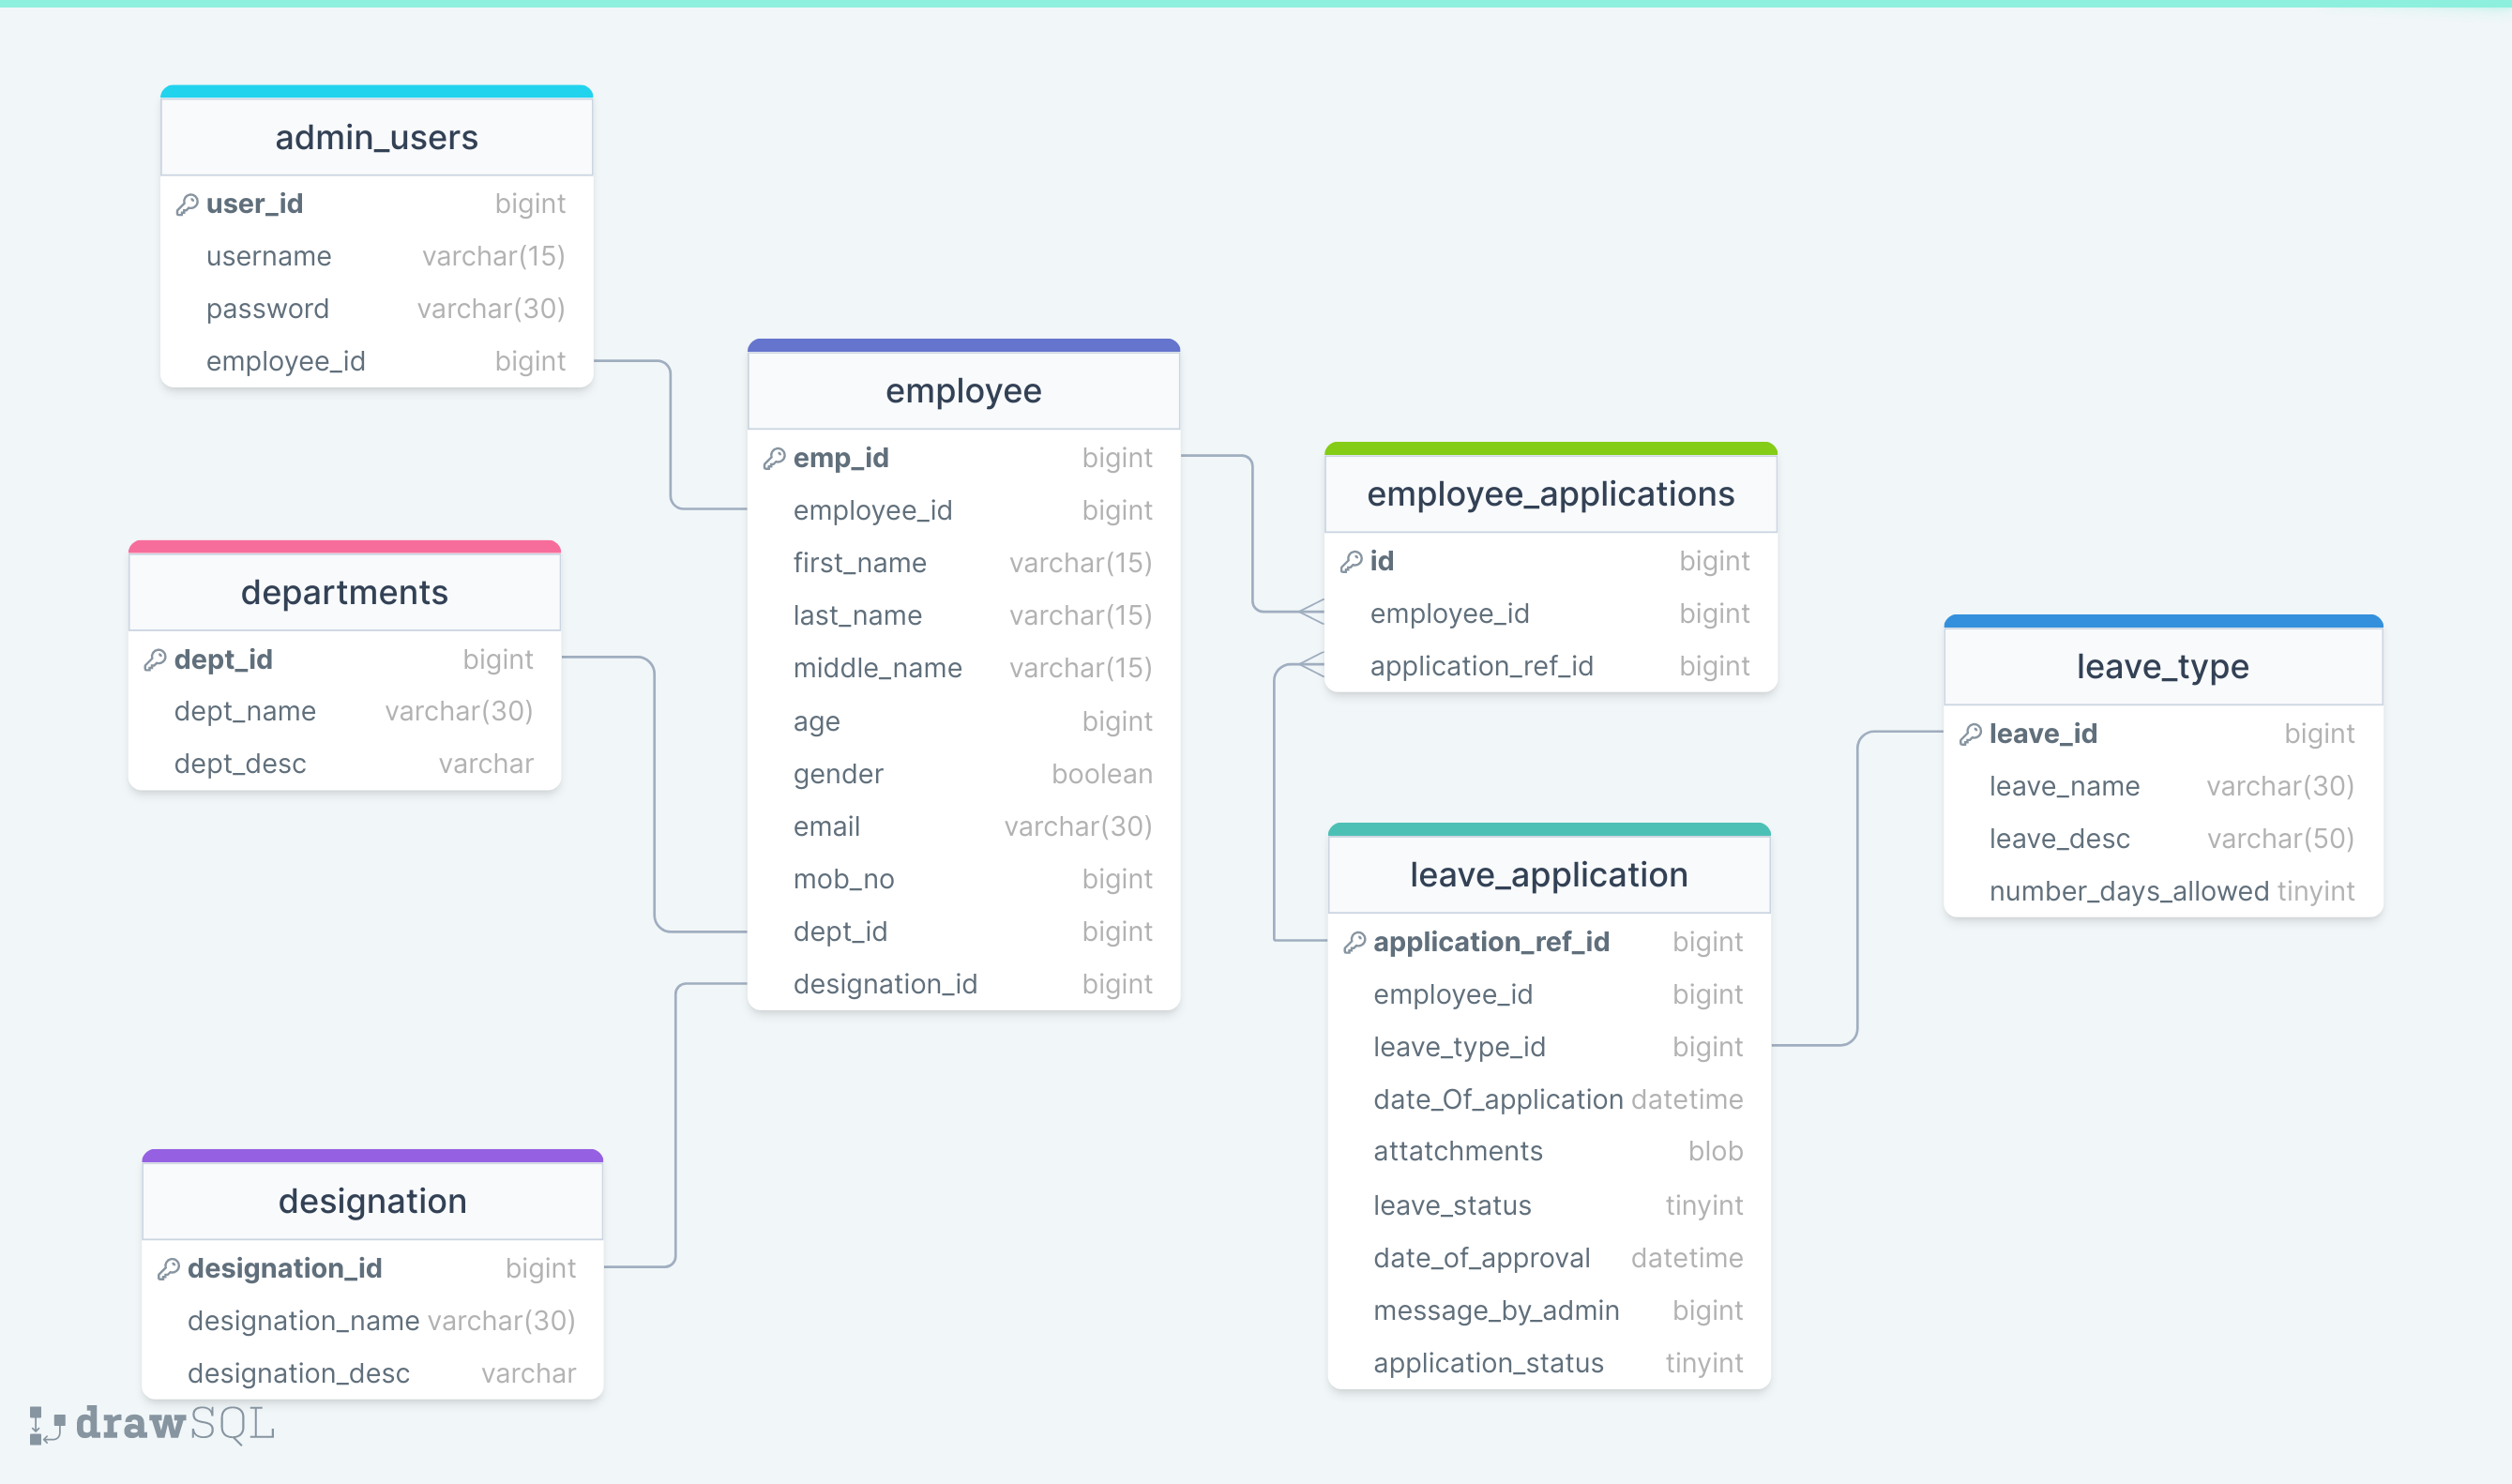 admin_users
user_id bigint
username varchar(15)
password varchar(30)
employee_id bigint
departments
dept_id bigint
dept_name varchar(30)
dept_desc varchar
designation
designation_id bigint
designation_name varchar(30)
designation_desc varchar
employee
emp_id bigint
employee_id bigint
first_name varchar(15)
last_name varchar(15)
middle_name varchar(15)
age bigint
gender boolean
email varchar(30)
mob_no bigint
dept_id bigint
designation_id bigint
employee_applications
id bigint
employee_id bigint
application_ref_id bigint
leave_application
application_ref_id bigint
employee_id bigint
leave_type_id bigint
date_Of_application datetime
attatchments blob
leave_status tinyint
date_of_approval datetime
message_by_admin bigint
application_status tinyint
leave_type
leave_id bigint
leave_name varchar(30)
leave_desc varchar(50)
number_days_allowed tinyint
drawSQL